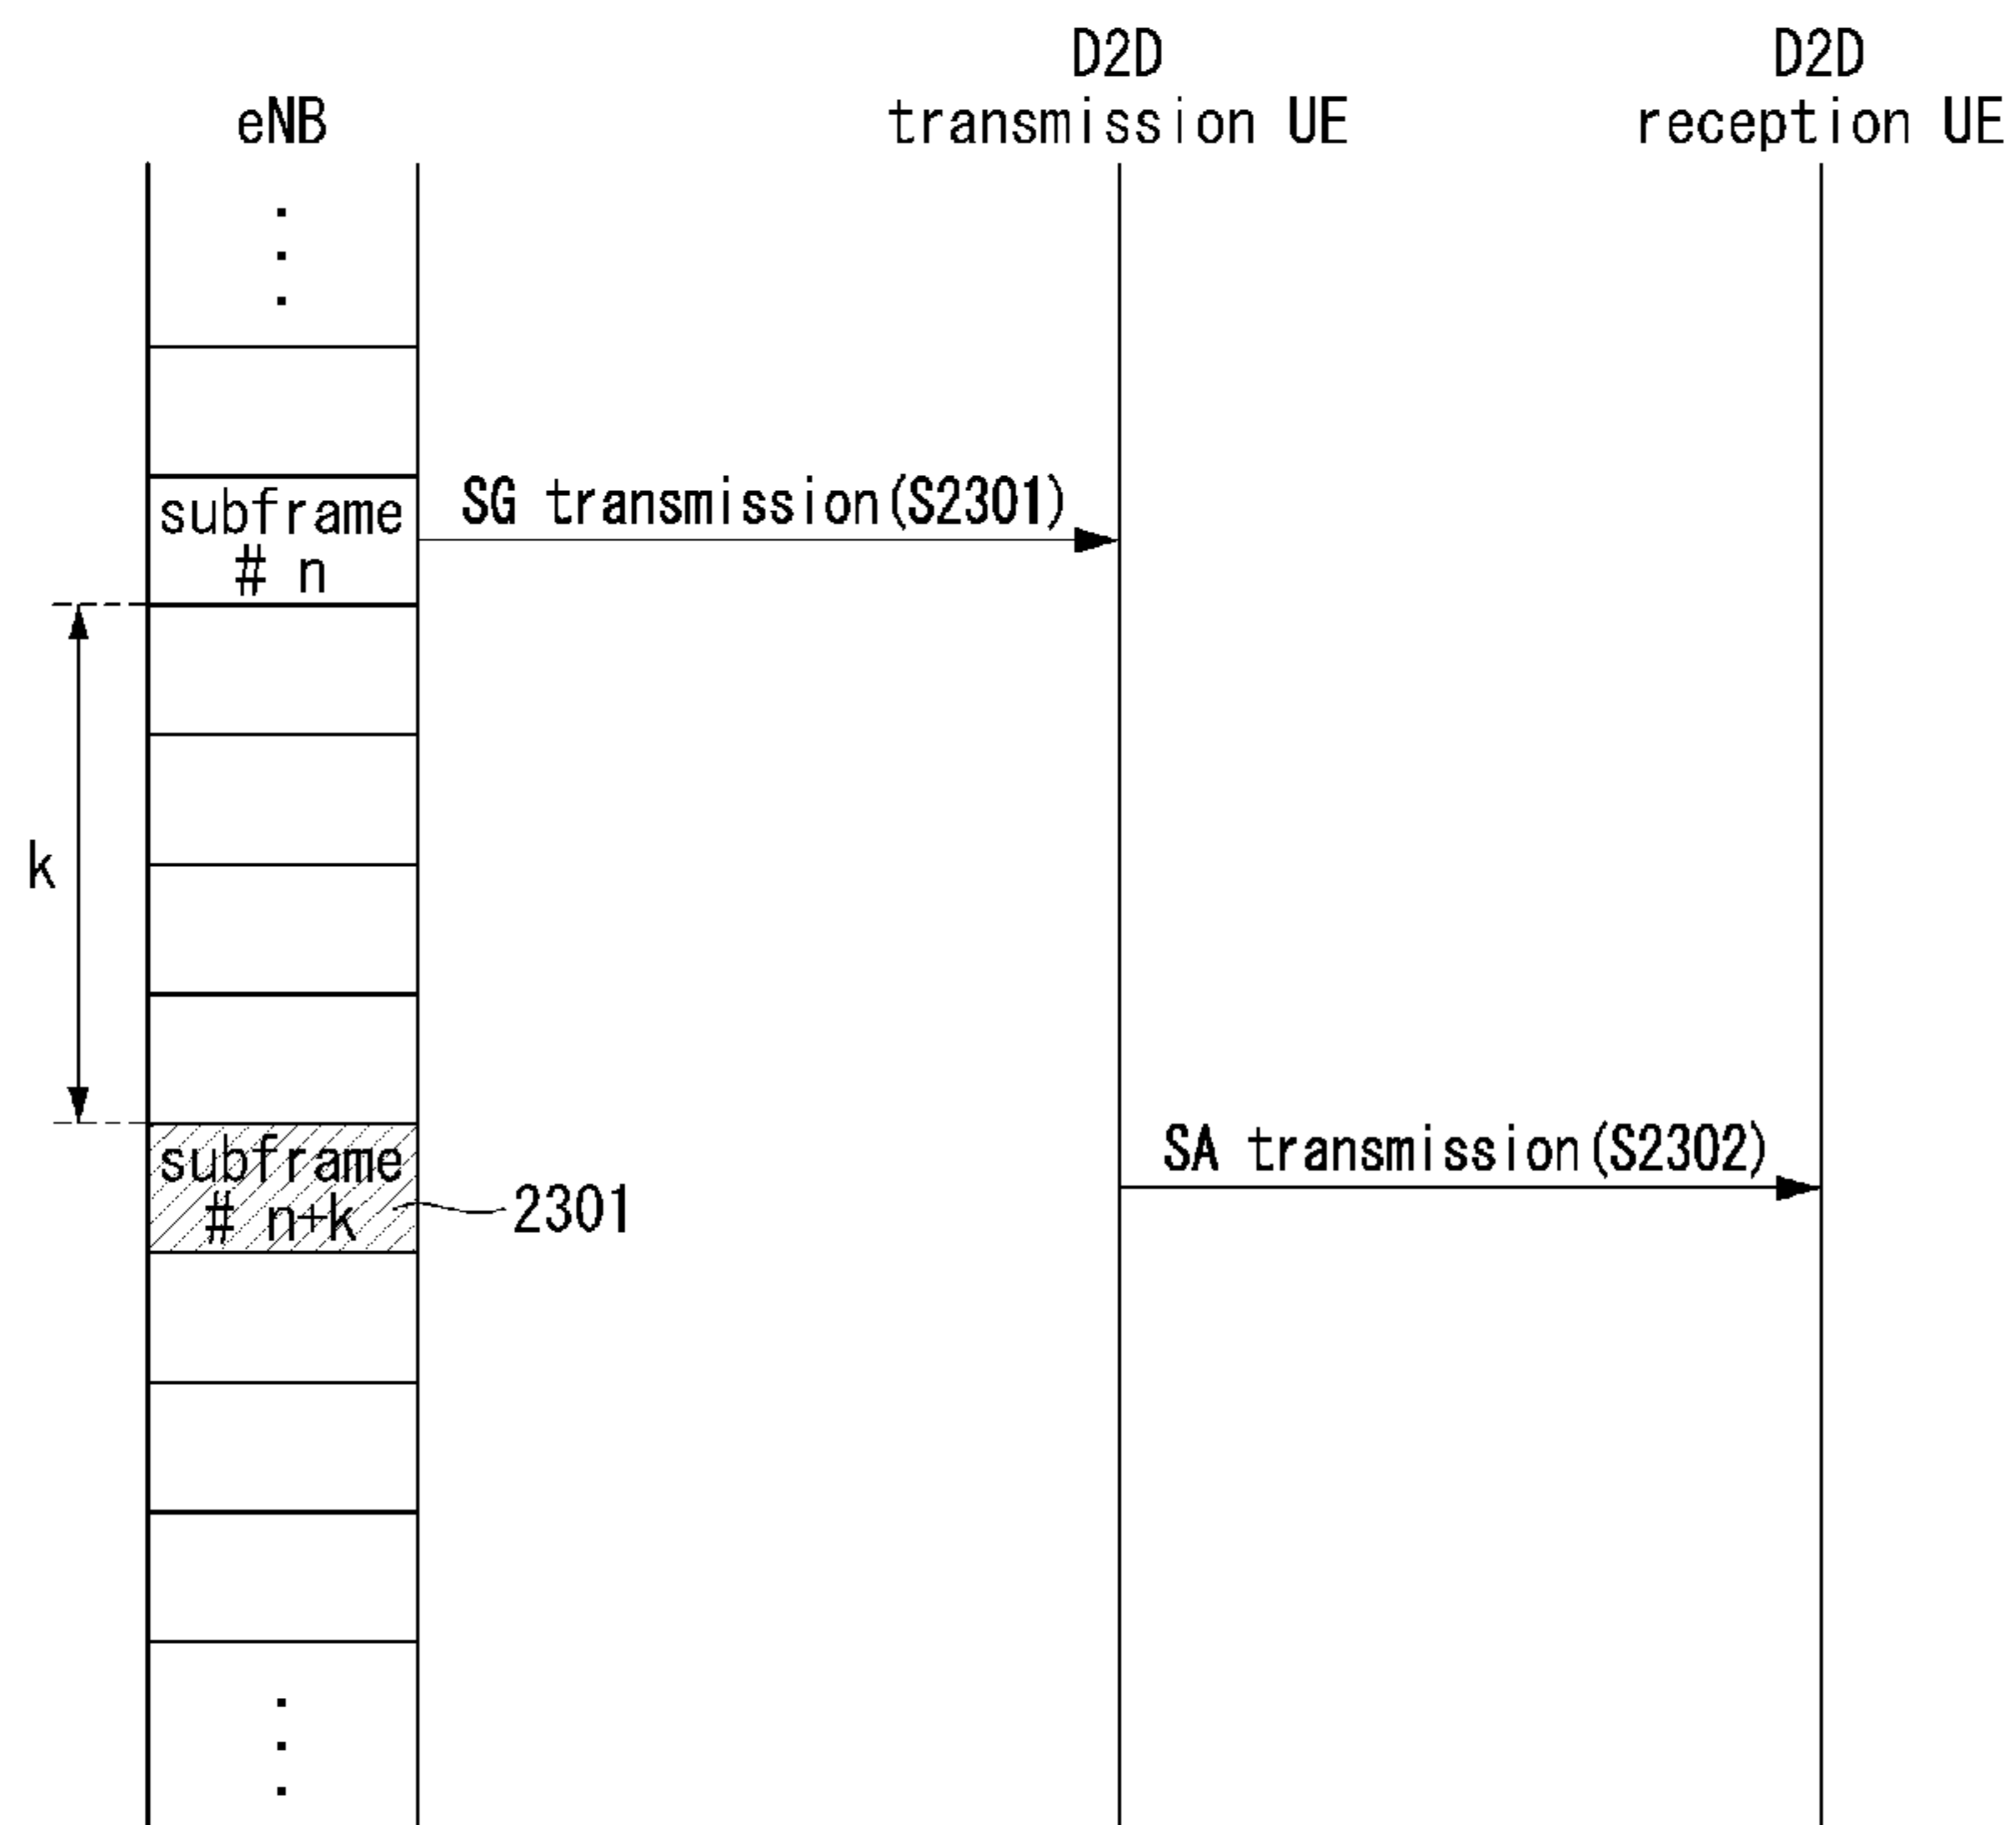 eNB
D2D
transmission UE
D2D
reception UE
subframe
# n
SG transmission(S2301)
k
subframe
# n+k
2301
SA transmission(S2302)